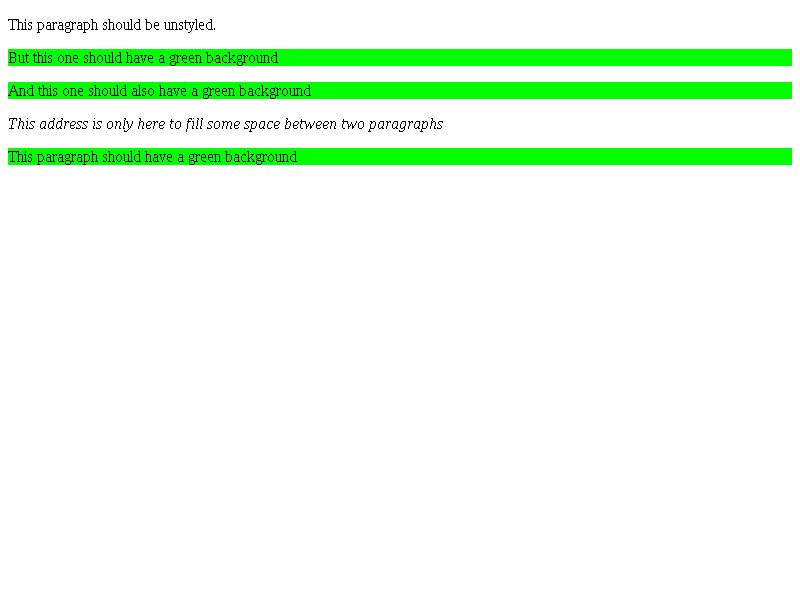 This paragraph should be unstyled.
But this one should have a green background
And this one should also have a green background
This address is only here to fill some space between two paragraphs
This paragraph should have a green background